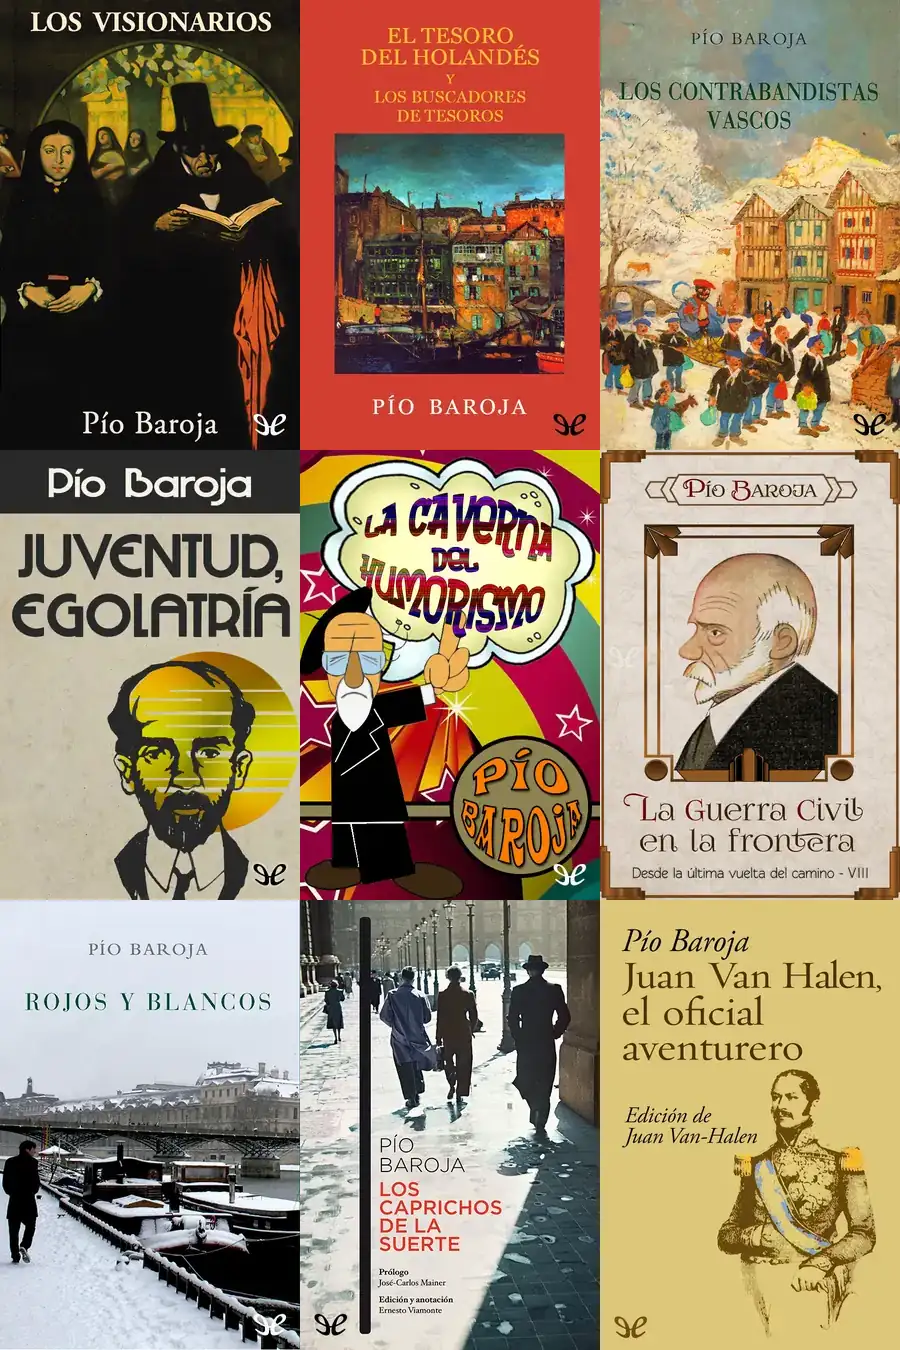 LOS VISIONARIOS
Pío Baroja
EL TESORO
DEL HOLANDÉS
Y
LOS BUSCADORES
DE TESOROS
PÍO BAROJA
PÍO BAROJA
LOS CONTRABANDISTAS
VASCOS
Pío Baroja
JUVENTUD,
EGOLATRÍA
LA CAVERNA
DEL
HUMORISMO
PÍO
BAROJA
PÍO BAROJA
La Guerra Civil
en la frontera
Desde la última vuelta del camino - VIII
PÍO BAROJA
ROJOS Y BLANCOS
PÍO
BAROJA
LOS
CAPRICHOS
DE LA
SUERTE
Prólogo
José-Carlos Mainer
Edición y anotación
Ernesto Viamonte
Pío Baroja
Juan Van Halen,
el oficial
aventurero
Edición de
Juan Van-Halen